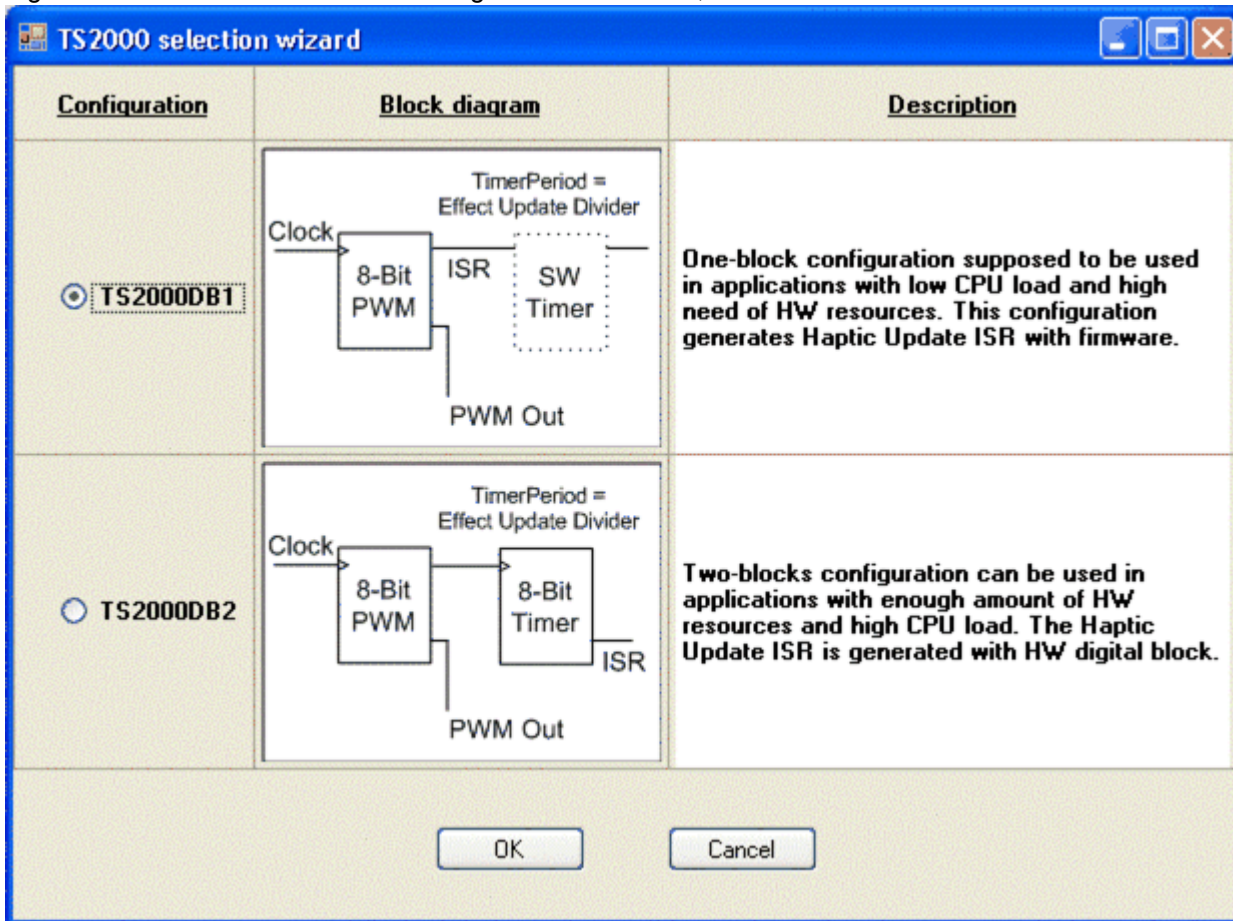 TS2000 selection wizard
Configuration
Block diagram
Description
TS2000DB1
TimerPeriod =
Effect Update Divider
Clock
8-Bit
PWM
ISR
SW
Timer
PWM Out
One-block configuration supposed to be used
in applications with low CPU load and high
need of HW resources. This configuration
generates Haptic Update ISR with firmware.
TS2000DB2
TimerPeriod =
Effect Update Divider
Clock
8-Bit
PWM
8-Bit
Timer
ISR
PWM Out
Two-blocks configuration can be used in
applications with enough amount of HW
resources and high CPU load. The Haptic
Update ISR is generated with HW digital block.
OK
Cancel